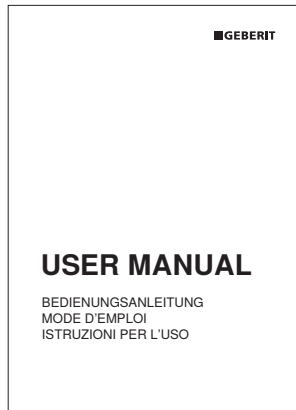 GEBERIT
USER MANUAL
BEDIENUNGSANLEITUNG
MODE D'EMPLOI
ISTRUZIONI PER L'USO